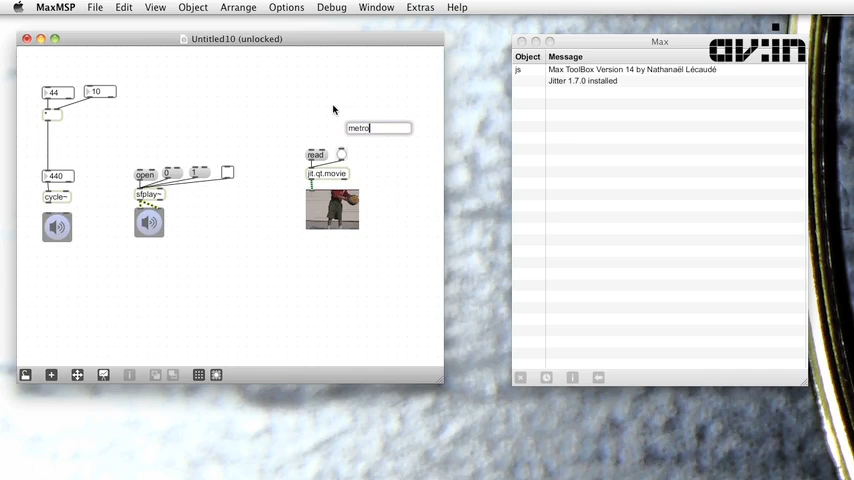 MaxMSP File Edit View Object Arrange Options Debug Window Extras Help
Untitled10 (unlocked)
44
10
*
440
cycle~
open
0
1
sfplay~
metro
read
jit.qt.movie
Max
av:in
Object Message
js Max ToolBox Version 14 by Nathanaël Lécaudé
Jitter 1.7.0 installed